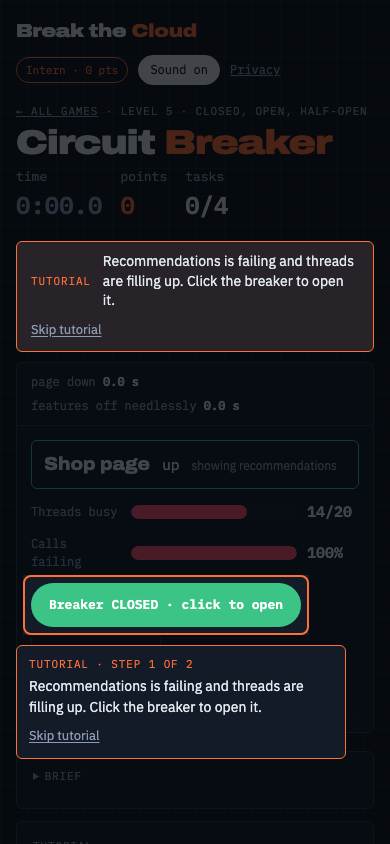 Break the Cloud
Intern · 0 pts
Sound on
Privacy
← ALL GAMES · LEVEL 5 · CLOSED, OPEN, HALF-OPEN
Circuit Breaker
time points tasks
0:00.0 0 0/4
TUTORIAL
Recommendations is failing and threads
are filling up. Click the breaker to open
it.
Skip tutorial
page down 0.0 s
features off needlessly 0.0 s
Shop page up showing recommendations
Threads busy 14/20
Calls
failing 100%
Breaker CLOSED · click to open
TUTORIAL · STEP 1 OF 2
Recommendations is failing and threads are
filling up. Click the breaker to open it.
Skip tutorial
▶ BRIEF
TUTORIAL